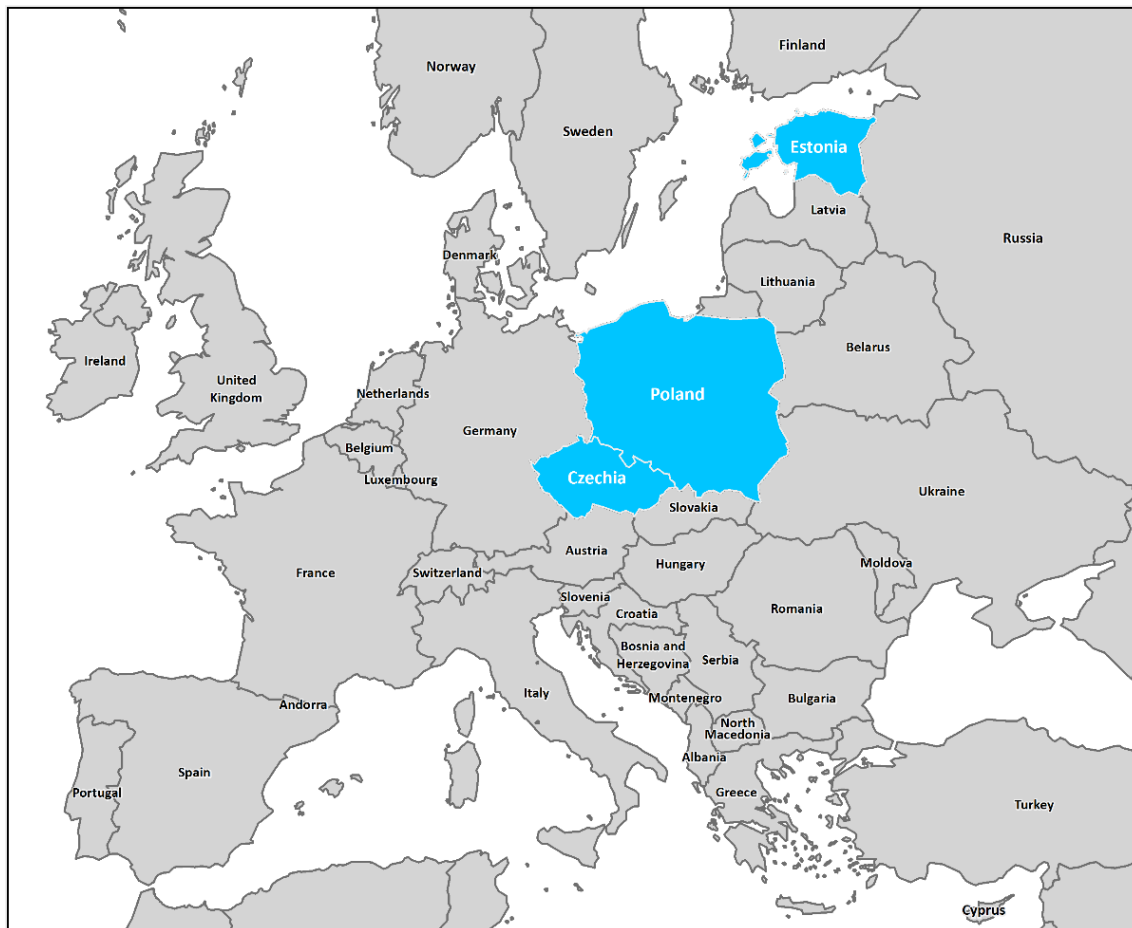 Finland
Norway
Sweden
Estonia
Latvia
Russia
Denmark
Lithuania
Belarus
Ireland
United
Kingdom
Netherlands
Poland
Germany
Belgium
Luxembourg
Czechia
Ukraine
Slovakia
Austria
France
Switzerland
Hungary
Moldova
Slovenia
Croatia
Romania
Bosnia and
Herzegovina
Serbia
Italy
Andorra
Montenegro
Bulgaria
North
Macedonia
Albania
Spain
Portugal
Greece
Turkey
Cyprus